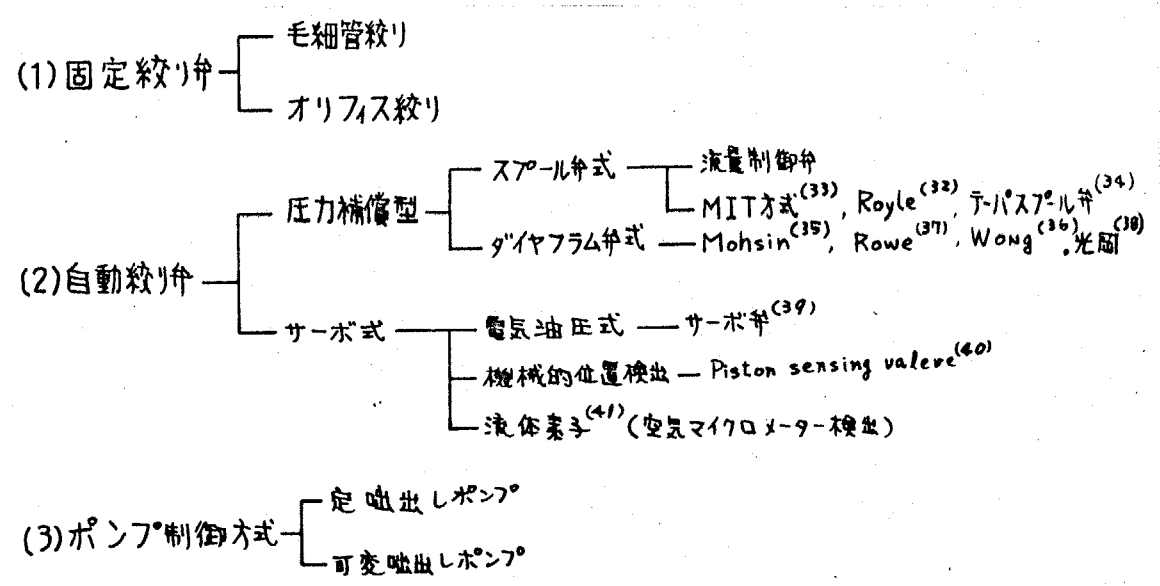 毛細管絞り
(1)固定絞り弁
オリフィス絞り
スプール弁式 流量制御弁
圧力補償型 MIT方式(33), Royle(32), テーパスプール弁(34)
ダイヤフラム弁式 Mohsin(35), Rowe(37), Wong(36), 光岡(38)
(2)自動絞り弁
サーボ式 電気油圧式 サーボ弁(39)
機械的位置検出 Piston sensing valeve(40)
流体素子(41)(空気マイクロメーター検出)
定吐出しポンプ
(3)ポンプ制御方式
可変吐出しポンプ